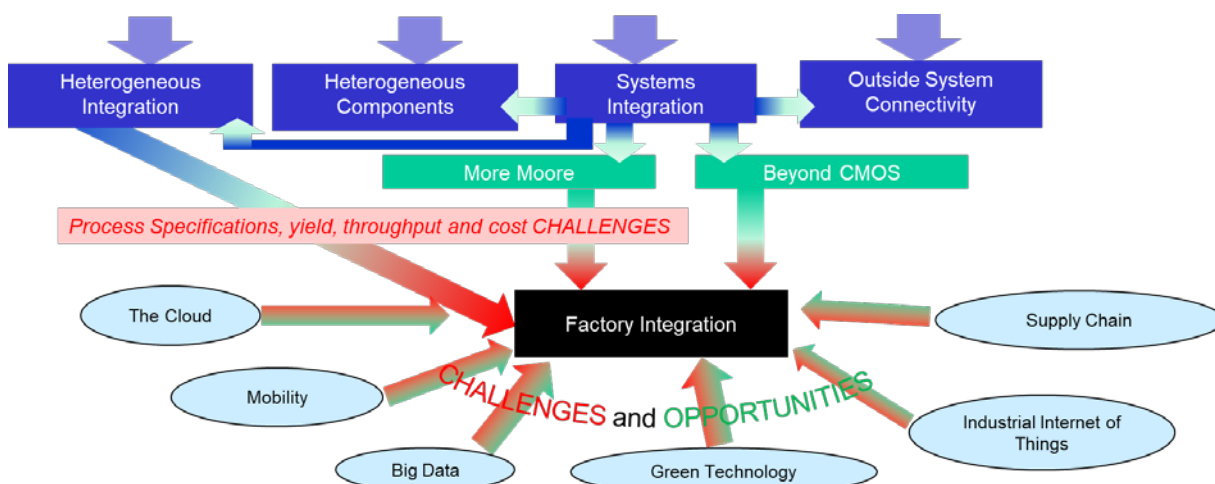 Heterogeneous
Integration
Heterogeneous
Components
Systems
Integration
Outside System
Connectivity
More Moore
Beyond CMOS
Process Specifications, yield, throughput and cost CHALLENGES
The Cloud
Factory Integration
Supply Chain
Mobility
CHALLENGES and OPPORTUNITIES
Industrial Internet of
Things
Big Data
Green Technology